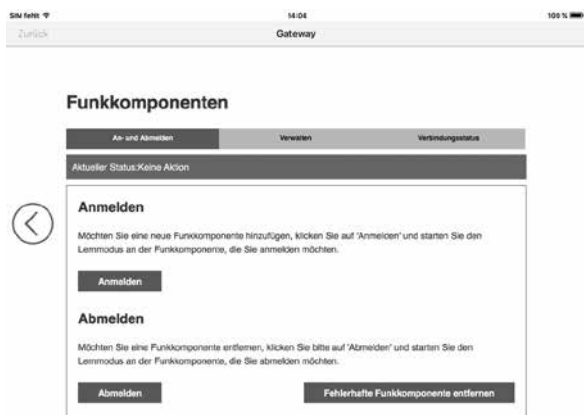 SIM fehlt 14:04 100 %
Zurück Gateway
Funkkomponenten
An- und Abmelden Verwalten Verbindungsstatus
Aktueller Status:Keine Aktion
Anmelden
Möchten Sie eine neue Funkkomponente hinzufügen, klicken Sie auf 'Anmelden' und starten Sie den
Lernmodus an der Funkkomponente, die Sie anmelden möchten.
Anmelden
Abmelden
Möchten Sie eine Funkkomponente entfernen, klicken Sie bitte auf 'Abmelden' und starten Sie den
Lernmodus an der Funkkomponente, die Sie abmelden möchten.
Abmelden Fehlerhafte Funkkomponente entfernen